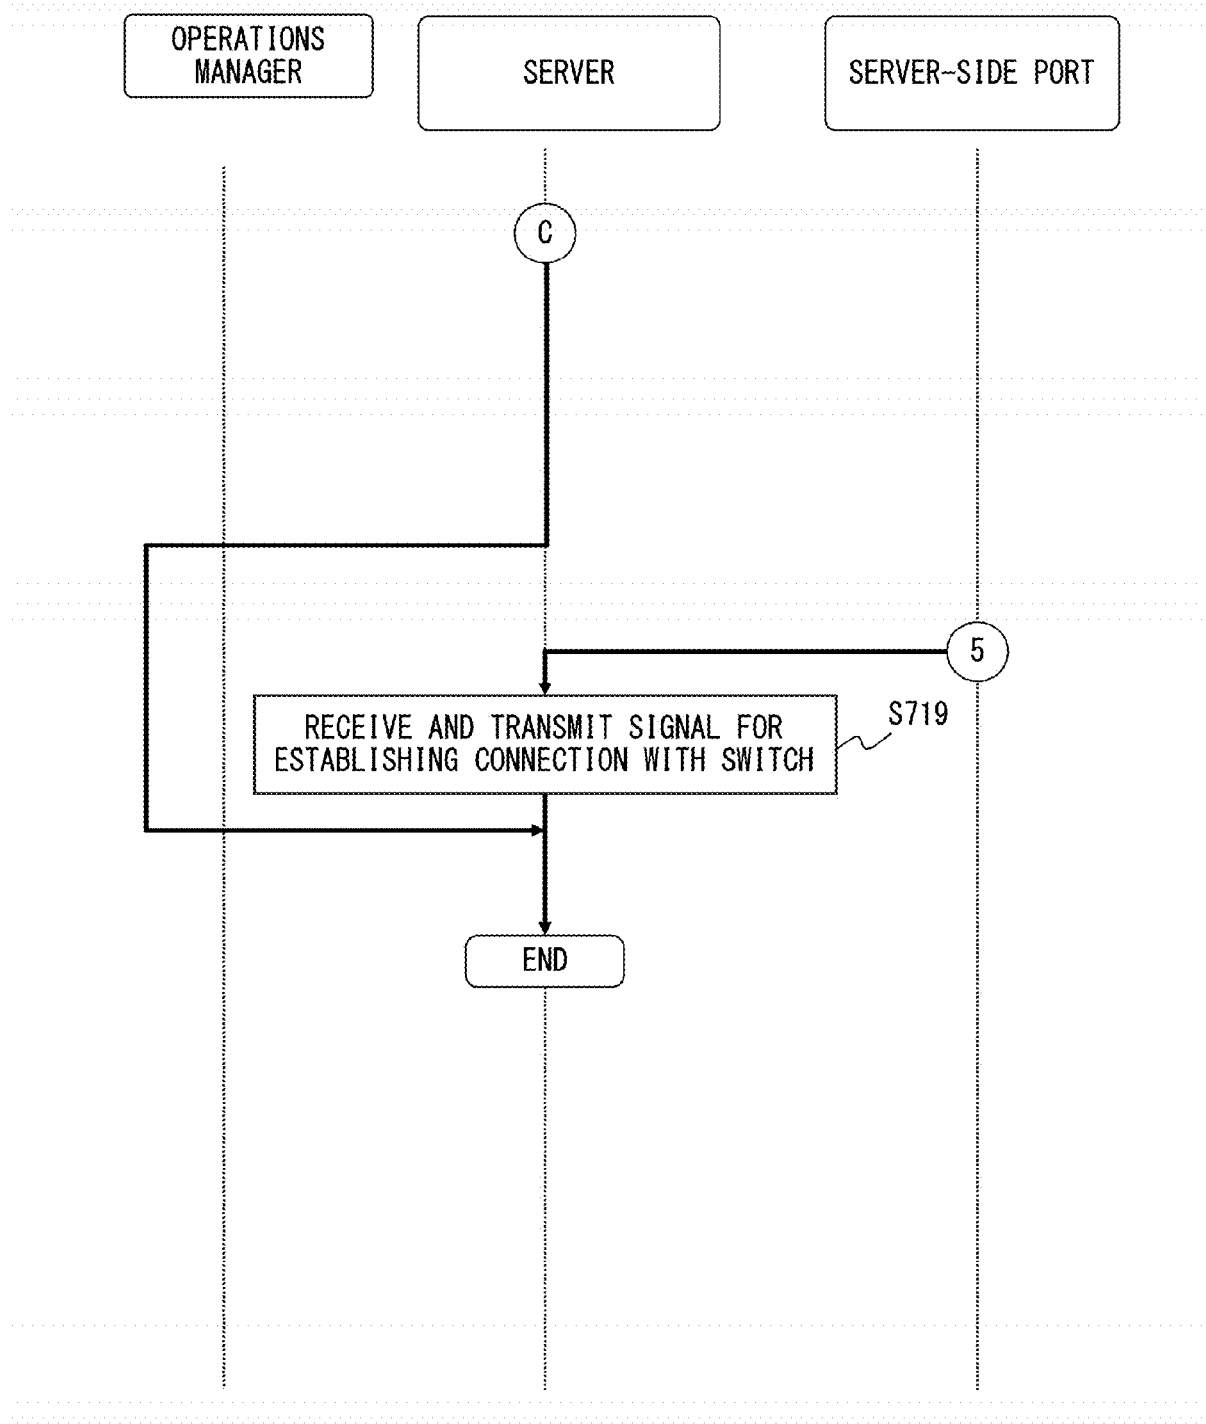 OPERATIONS
MANAGER
SERVER
SERVER-SIDE PORT
C
5
S719
RECEIVE AND TRANSMIT SIGNAL FOR
ESTABLISHING CONNECTION WITH SWITCH
END